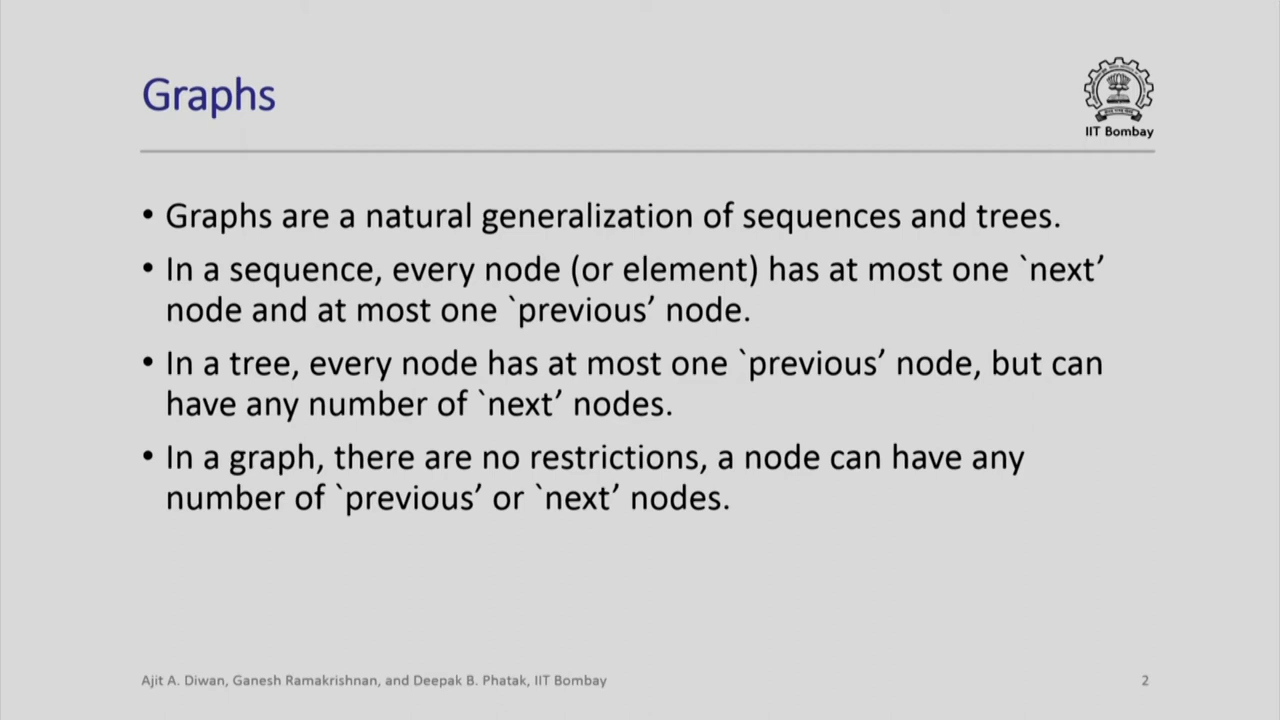 Graphs
IIT Bombay
• Graphs are a natural generalization of sequences and trees.
• In a sequence, every node (or element) has at most one `next’
node and at most one `previous’ node.
• In a tree, every node has at most one `previous’ node, but can
have any number of `next’ nodes.
• In a graph, there are no restrictions, a node can have any
number of `previous’ or `next’ nodes.
Ajit A. Diwan, Ganesh Ramakrishnan, and Deepak B. Phatak, IIT Bombay
2